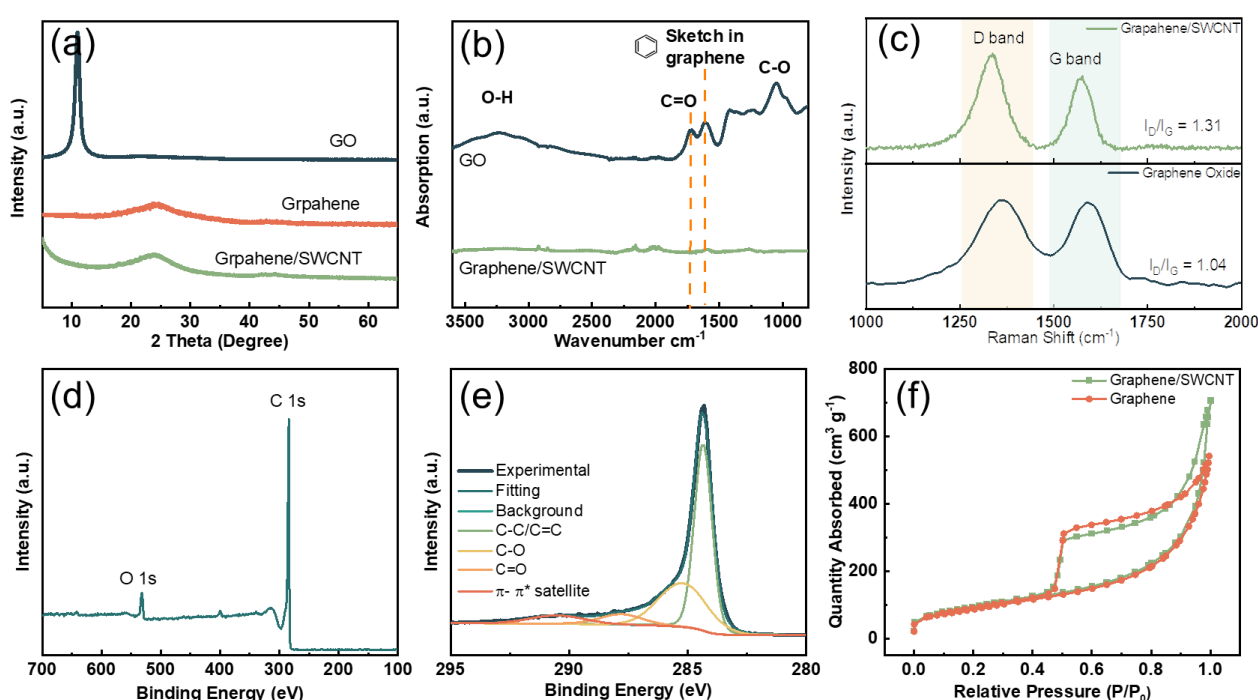 (a)
GO
Grpahene
Grpahene/SWCNT
Intensity (a.u.)
10 20 30 40 50 60
2 Theta (Degree)
(b)
Sketch in
graphene
O-H
C=O
C-O
GO
Graphene/SWCNT
Absorption (a.u.)
3600 3000 2500 2000 1500 1000
Wavenumber cm-1
(c)
Grapahene/SWCNT
D band
G band
ID/IG = 1.31
Graphene Oxide
ID/IG = 1.04
Intensity (a.u.)
1000 1250 1500 1750 2000
Raman Shift (cm-1)
(d)
C 1s
O 1s
Intensity (a.u.)
700 600 500 400 300 200 100
Binding Energy (eV)
(e)
Experimental
Fitting
Background
C-C/C=C
C-O
C=O
π- π* satellite
Intensity (a.u.)
295 290 285 280
Binding Energy (eV)
(f)
Graphene/SWCNT
Graphene
Quantity Absorbed (cm3 g-1)
800
600
400
200
0
0.0 0.2 0.4 0.6 0.8 1.0
Relative Pressure (P/P0)